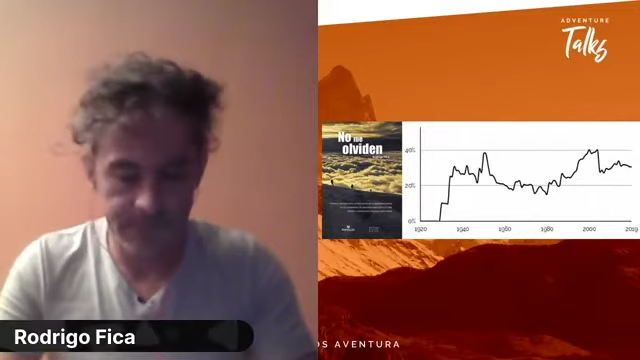 ADVENTURE
Talks
No me
olviden
40%
20%
0%
1920
1940
1960
1980
2000
2019
Rodrigo Fica
OS AVENTURA